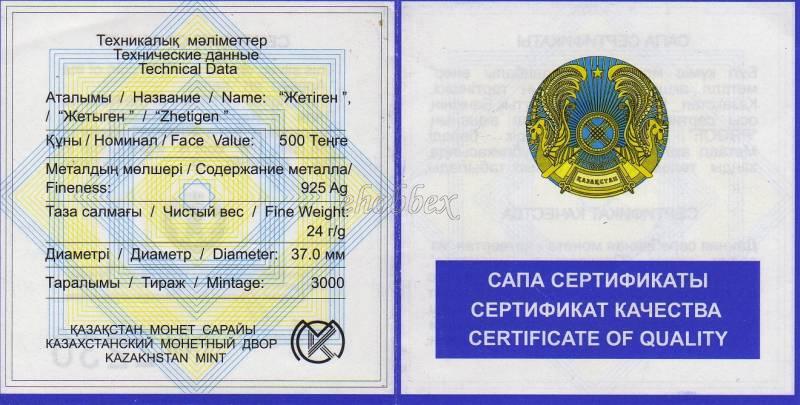 Техникалық мәліметтер
Технические данные
Technical Data
Аталымы / Название / Name: “Жетіген”,
/ “Жетыген” / “Zhetigen”
Құны / Номинал / Face Value: 500 Теңге
Металдың мөлшері / Содержание металла/
Fineness: 925 Ag
Таза салмағы / Чистый вес / Fine Weight:
24 г/g
Диаметрі / Диаметр / Diameter: 37.0 мм
Таралымы / Тираж / Mintage: 3000
ҚАЗАҚСТАН МОНЕТ САРАЙЫ
КАЗАХСТАНСКИЙ МОНЕТНЫЙ ДВОР
KAZAKHSTAN MINT
ehobbex
ҚАЗАҚСТАН
САПА СЕРТИФИКАТЫ
СЕРТИФИКАТ КАЧЕСТВА
CERTIFICATE OF QUALITY